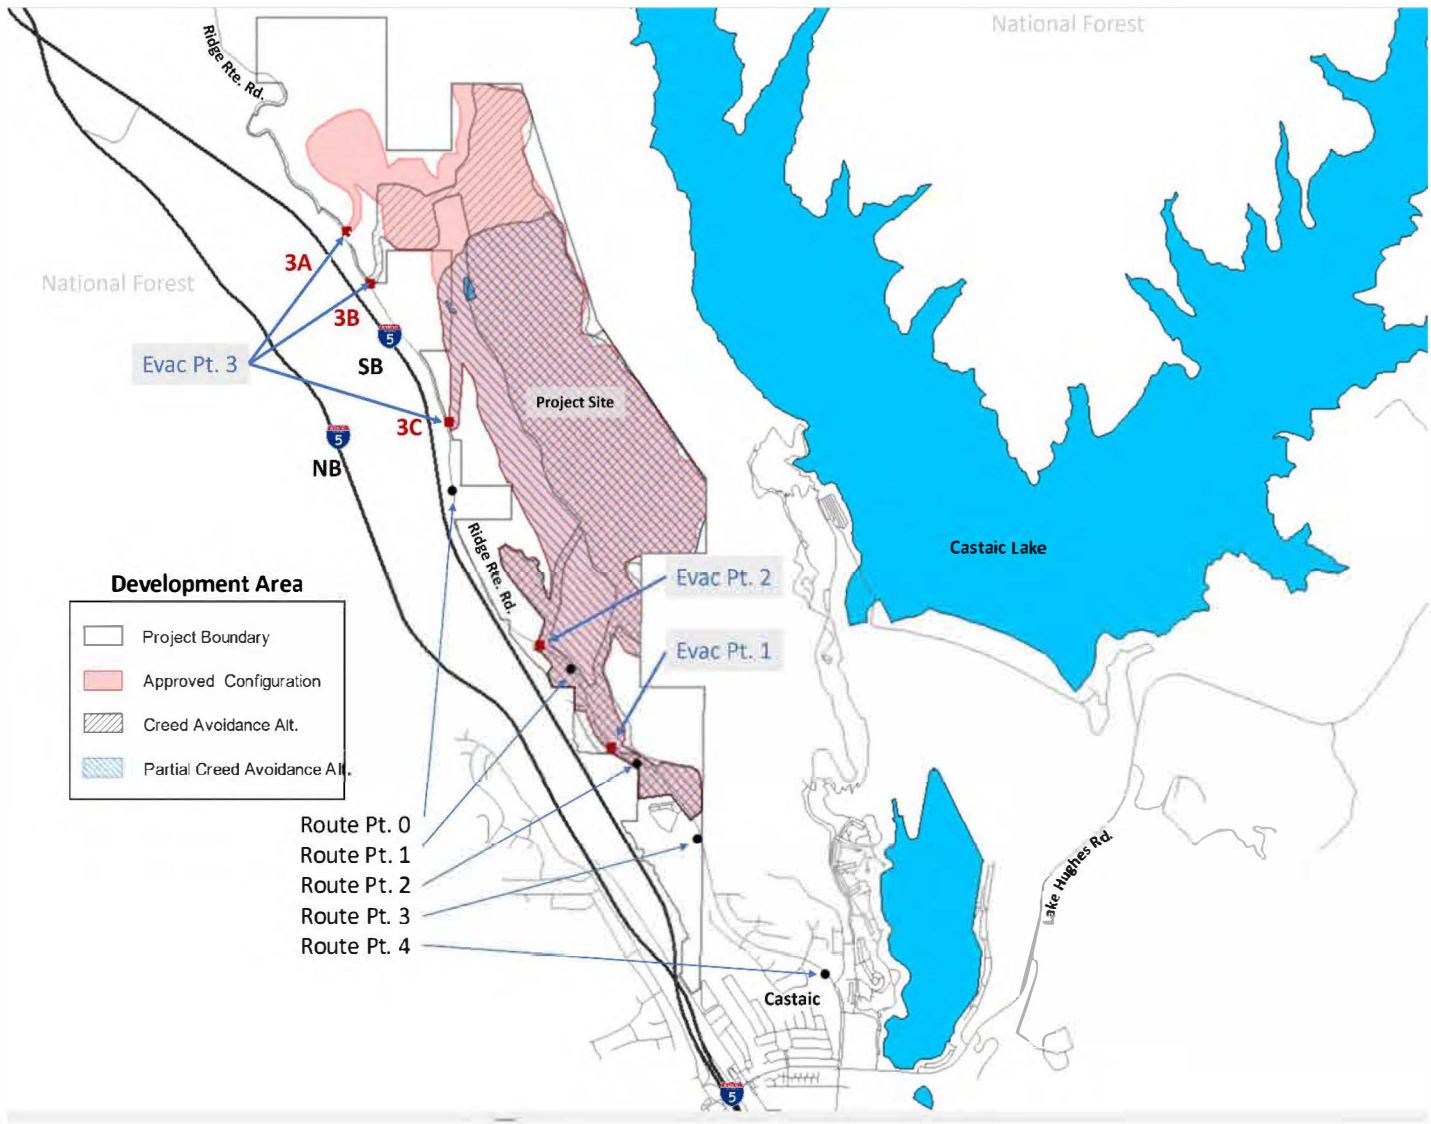 National Forest
Ridge Rte. Rd.
3A
National Forest
3B
5
Evac Pt. 3
SB
Project Site
3C
5
NB
Ridge Rte. Rd.
Castaic Lake
Evac Pt. 2
Development Area
Project Boundary
Evac Pt. 1
Approved Configuration
Creed Avoidance Alt.
Partial Creed Avoidance Alt.
Route Pt. 0
Route Pt. 1
Route Pt. 2
Route Pt. 3
Route Pt. 4
Lake Hughes Rd.
Castaic
5